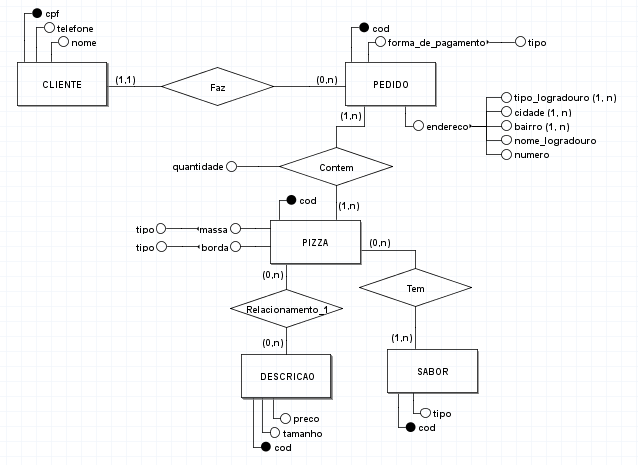 cpf
telefone
nome
CLIENTE
(1,1)
Faz
(0,n)
cod
forma_de_pagamento
tipo
PEDIDO
(1,n)
endereco
tipo_logradouro (1, n)
cidade (1, n)
bairro (1, n)
nome_logradouro
numero
quantidade
Contem
(1,n)
cod
tipo
massa
tipo
borda
PIZZA
(0,n)
(0,n)
Relacionamento_1
Tem
(0,n)
(1,n)
DESCRICAO
SABOR
preco
tamanho
cod
tipo
cod